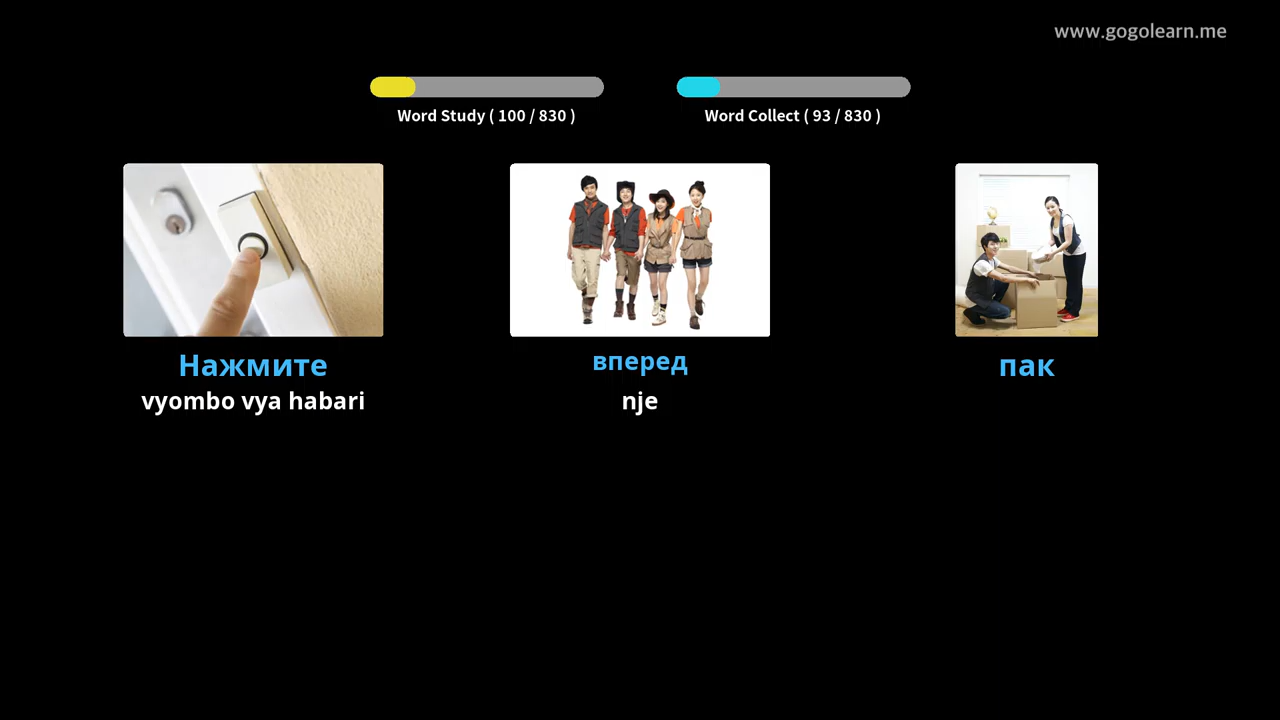 www.gogolearn.me
Word Study ( 100 / 830 )
Word Collect ( 93 / 830 )
Нажмите
вперед
пак
vyombo vya habari
nje